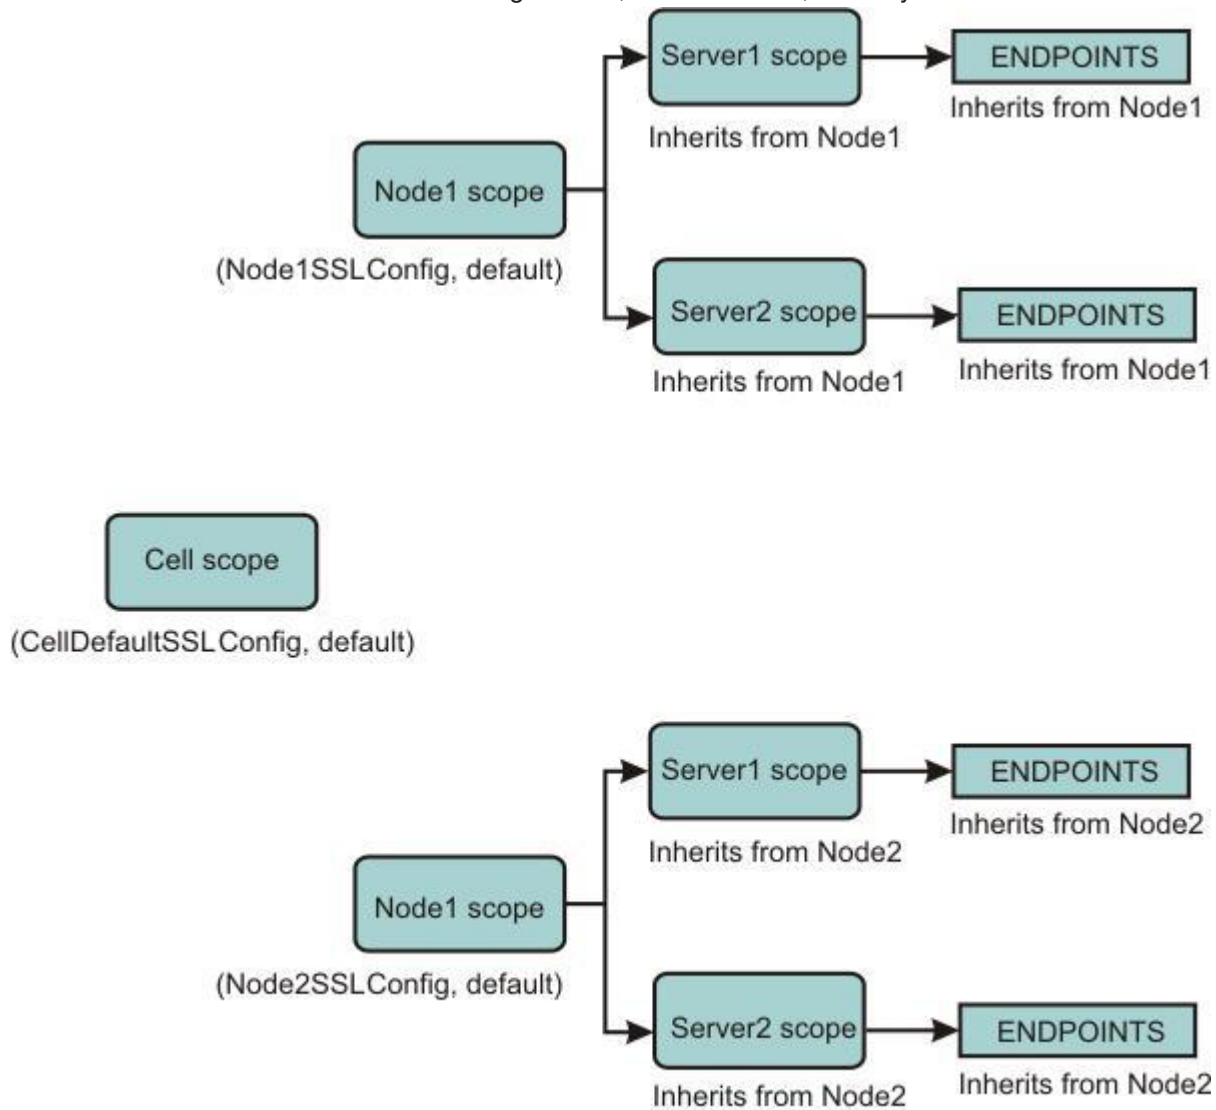 Server1 scope
ENDPOINTS
Inherits from Node1
Inherits from Node1
Node1 scope
(Node1SSLConfig, default)
Server2 scope
ENDPOINTS
Inherits from Node1
Inherits from Node1
Cell scope
(CellDefaultSSLConfig, default)
Server1 scope
ENDPOINTS
Inherits from Node2
Inherits from Node2
Node1 scope
(Node2SSLConfig, default)
Server2 scope
ENDPOINTS
Inherits from Node2
Inherits from Node2